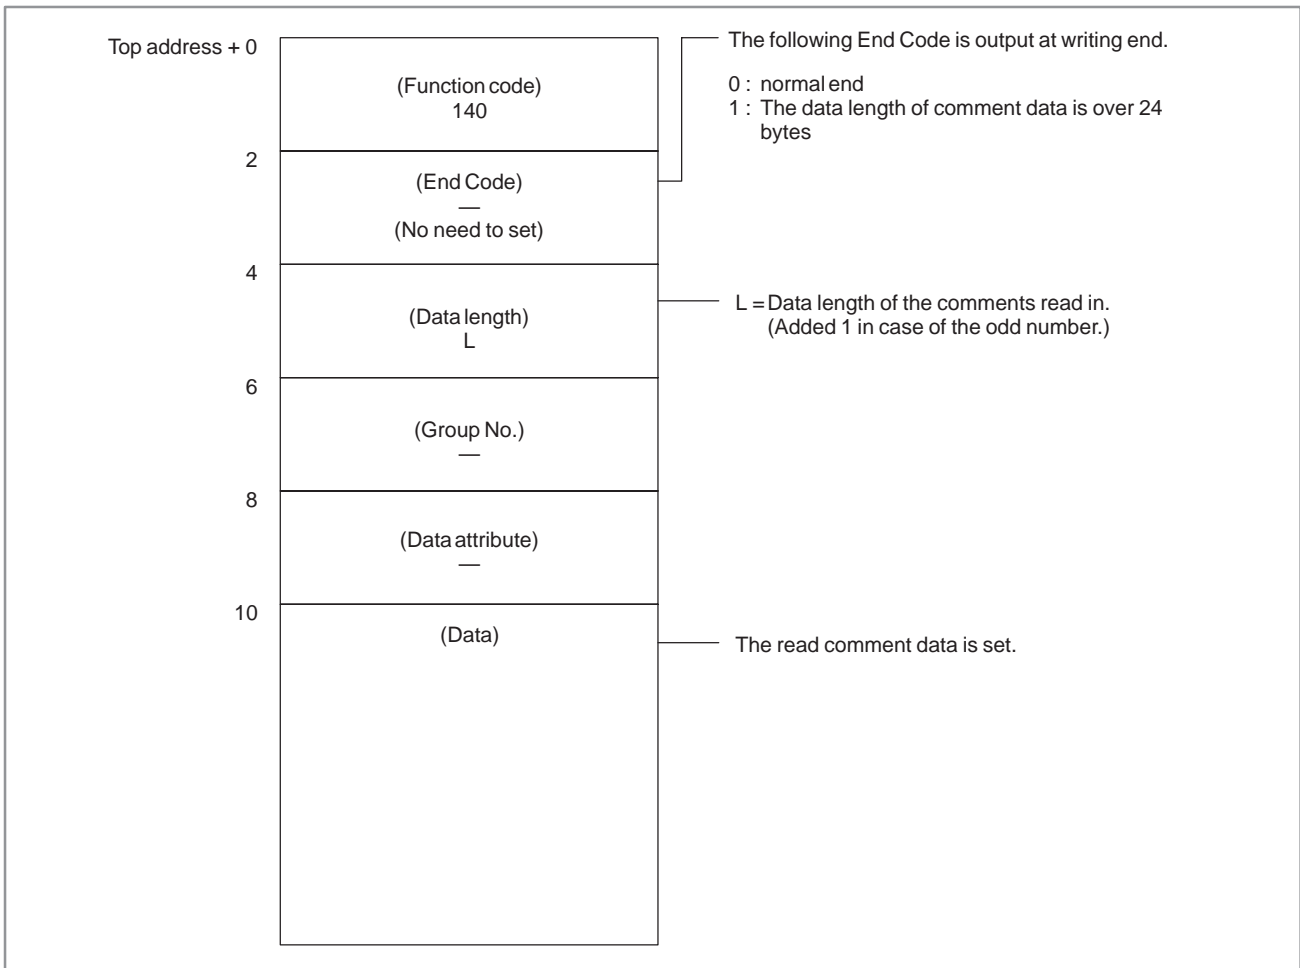 Top address + 0
(Function code)
140
The following End Code is output at writing end.
0 : normal end
1 : The data length of comment data is over 24
bytes
2
(End Code)
—
(No need to set)
4
(Data length)
L
L = Data length of the comments read in.
(Added 1 in case of the odd number.)
6
(Group No.)
—
8
(Data attribute)
—
10
(Data)
The read comment data is set.